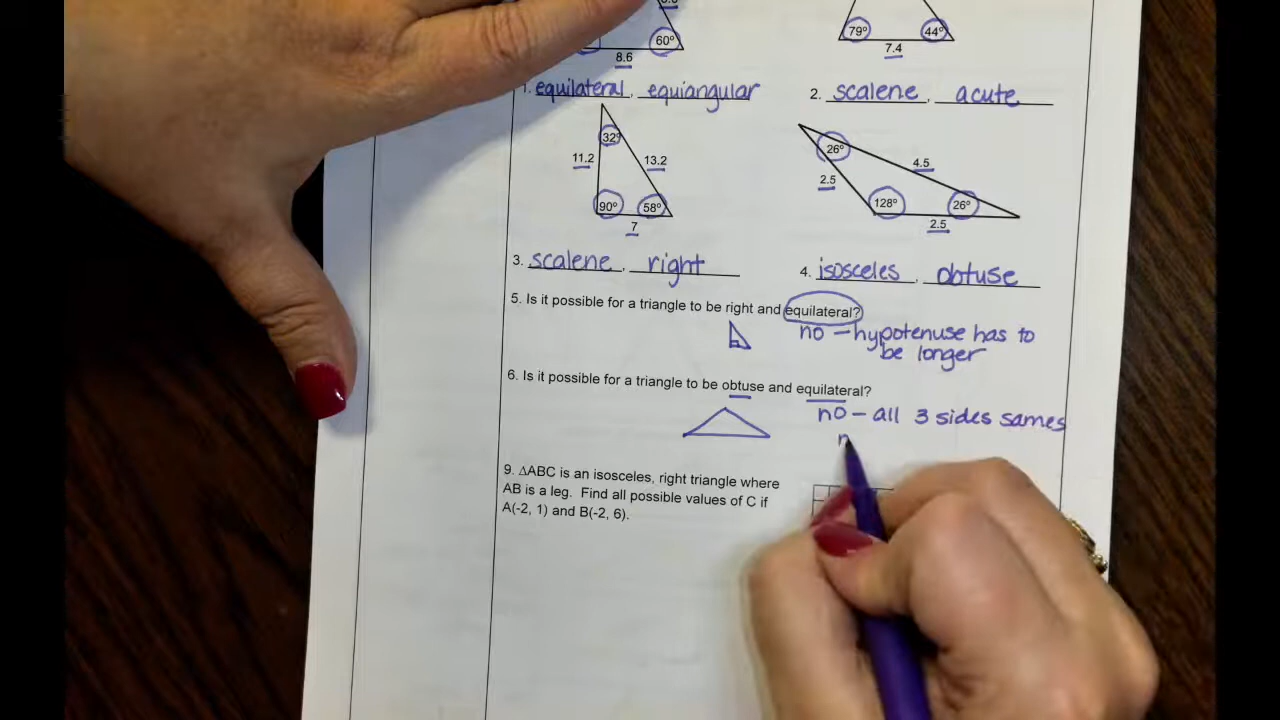 60°
8.6
79° 44°
7.4
1. equilateral, equiangular
2. scalene, acute
32°
11.2 13.2
90° 58°
7
26° 4.5
2.5
128° 26°
2.5
3. scalene, right
4. isosceles, obtuse
5. Is it possible for a triangle to be right and equilateral?
no - hypotenuse has to
be longer
6. Is it possible for a triangle to be obtuse and equilateral?
no - all 3 sides sames
n
9. ΔABC is an isosceles, right triangle where
AB is a leg. Find all possible values of C if
A(-2, 1) and B(-2, 6).